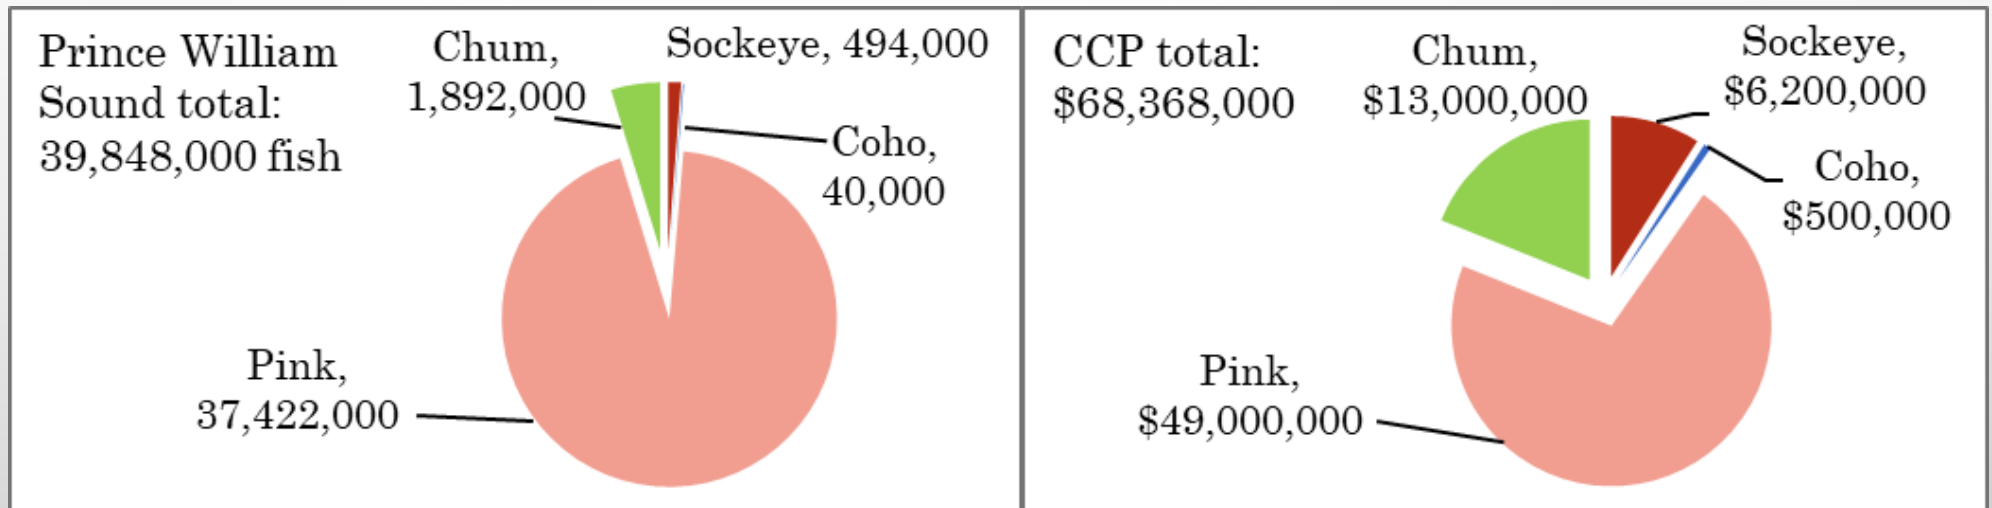 Prince William
Sound total:
39,848,000 fish
Chum,
1,892,000
Sockeye, 494,000
Coho,
40,000
Pink,
37,422,000
CCP total:
$68,368,000
Chum,
$13,000,000
Sockeye,
$6,200,000
Coho,
$500,000
Pink,
$49,000,000